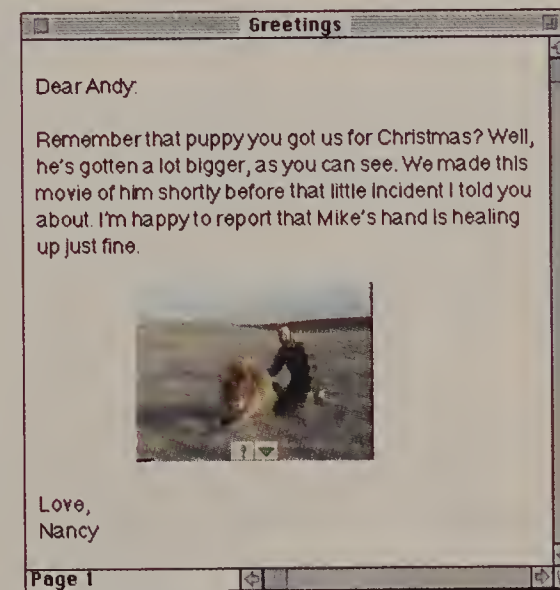 Greetings
Dear Andy:
Remember that puppy you got us for Christmas? Well,
he's gotten a lot bigger, as you can see. We made this
movie of him shortly before that little incident I told you
about. I'm happy to report that Mike's hand is healing
up just fine.
Love,
Nancy
Page 1